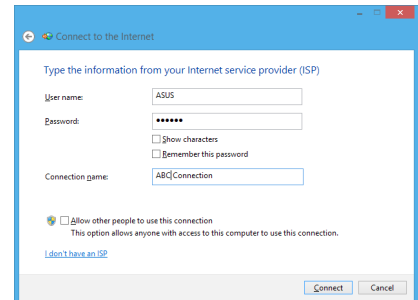 Connect to the Internet
Type the information from your Internet service provider (ISP)
User name:
ASUS
Password:
••••••
Show characters
Remember this password
Connection name:
ABC Connection
Allow other people to use this connection
This option allows anyone with access to this computer to use this connection.
I don't have an ISP
Connect
Cancel